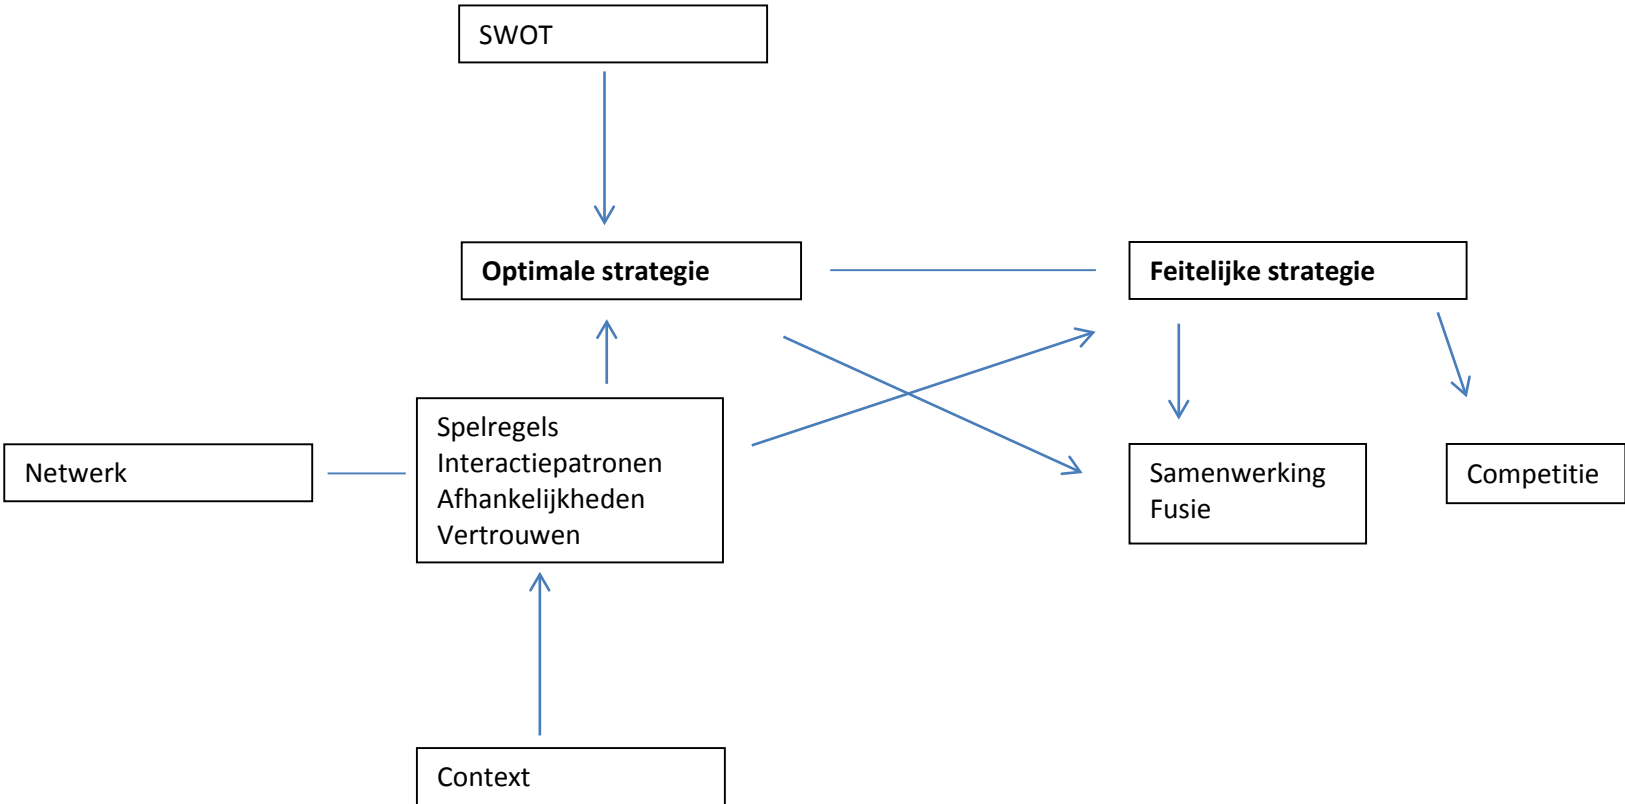 SWOT
Optimale strategie
Feitelijke strategie
Netwerk
Spelregels
Interactiepatronen
Afhankelijkheden
Vertrouwen
Samenwerking
Fusie
Competitie
Context